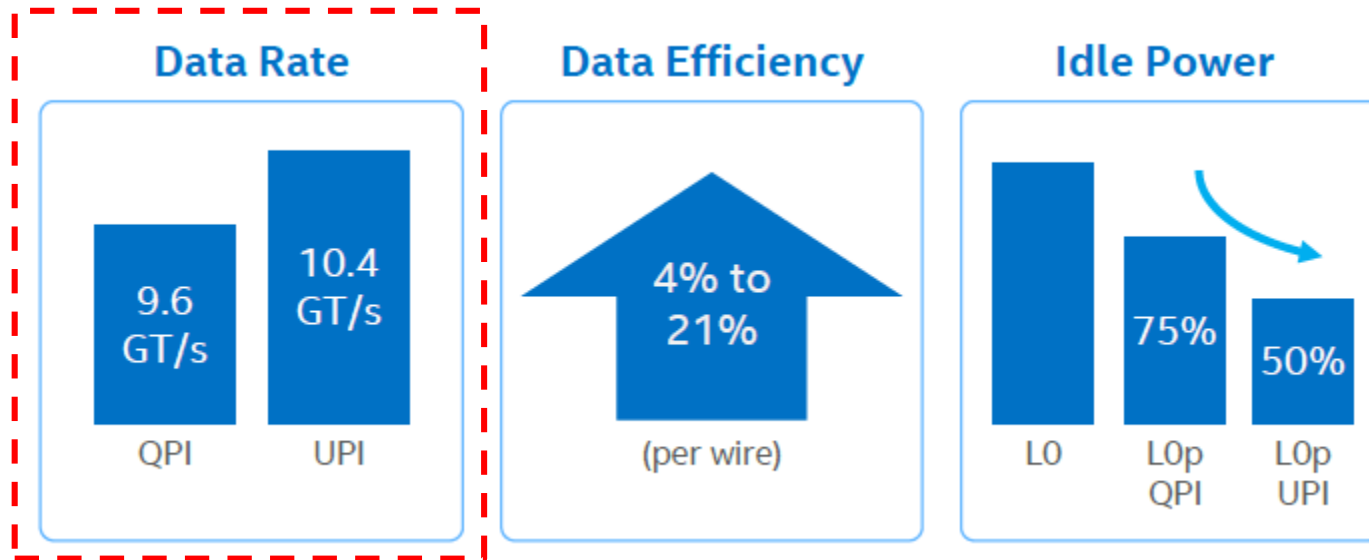 Data Rate
9.6
GT/s
10.4
GT/s
QPI
UPI
Data Efficiency
4% to
21%
(per wire)
Idle Power
75%
50%
L0
L0p
QPI
L0p
UPI